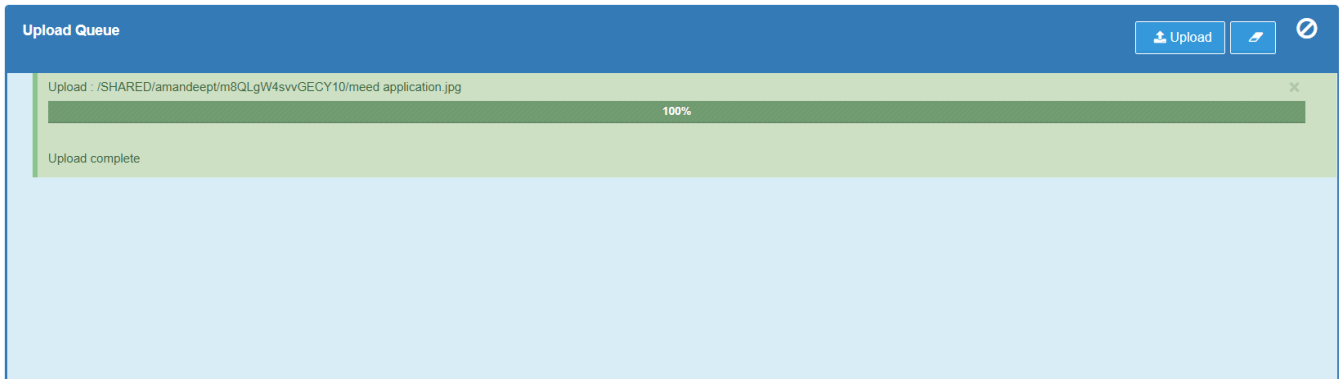 Upload Queue
Upload
Upload : /SHARED/amandeept/m8QLgW4svvGECY10/meed application.jpg
100%
Upload complete